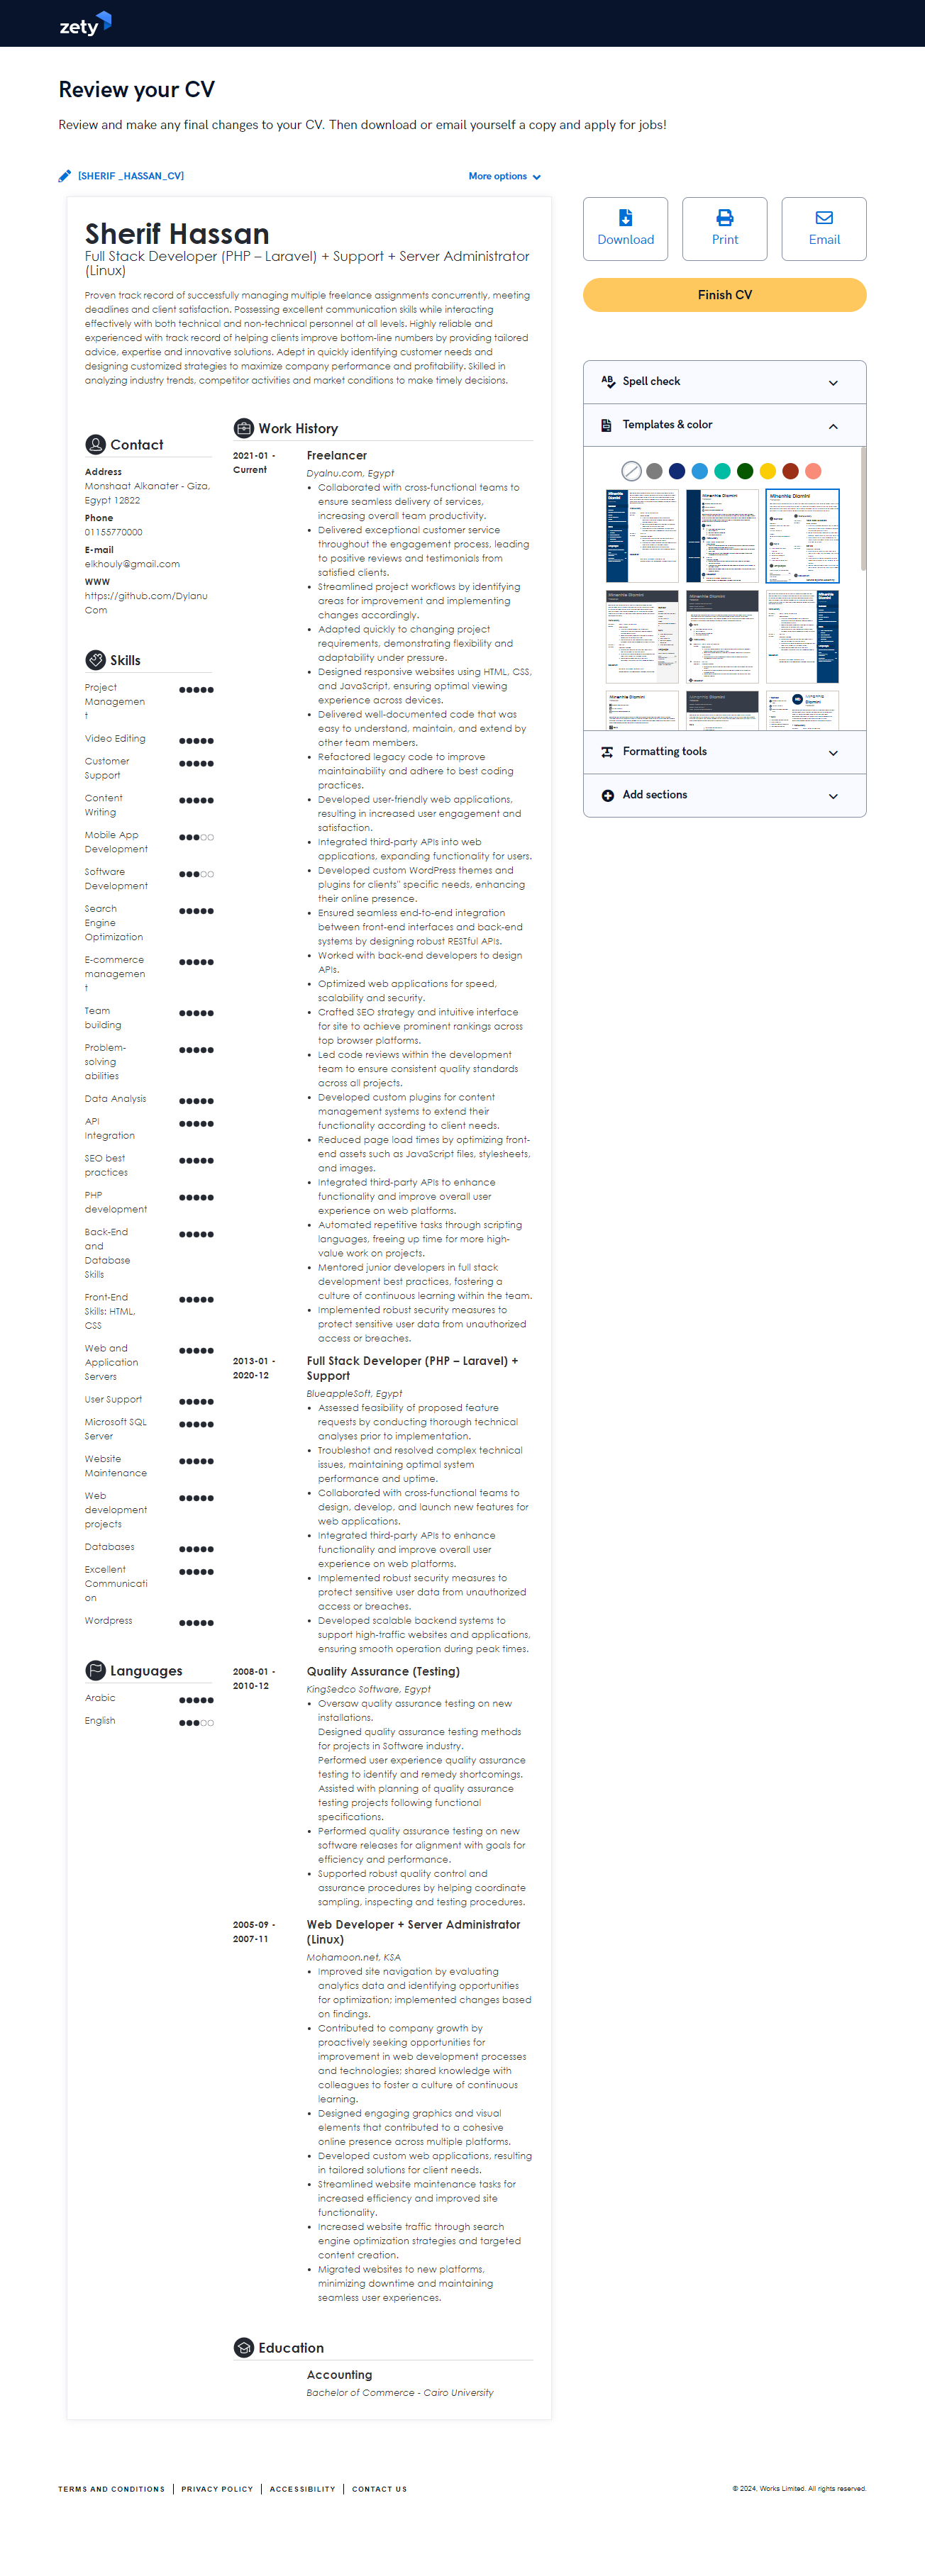 zety
Review your CV
Review and make any final changes to your CV. Then download or email yourself a copy and apply for jobs!
[SHERIF _HASSAN_CV]
More options
Sherif Hassan
Full Stack Developer (PHP – Laravel) + Support + Server Administrator
(Linux)
Proven track record of successfully managing multiple freelance assignments concurrently, meeting
deadlines and client satisfaction. Possessing excellent communication skills while interacting
effectively with both technical and non-technical personnel at all levels. Highly reliable and
experienced with track record of helping clients improve bottom-line numbers by providing tailored
advice, expertise and innovative solutions. Adept in quickly identifying customer needs and
designing customized strategies to maximize company performance and profitability. Skilled in
analyzing industry trends, competitor activities and market conditions to make timely decisions.
Contact
Address
Monshaat Alkanater - Giza,
Egypt 12822
Phone
01155770000
E-mail
elkhouly@gmail.com
WWW
https://github.com/Dylanu
Com
Skills
Project
Managemen
t
Video Editing
Customer
Support
Content
Writing
Mobile App
Development
Software
Development
Search
Engine
Optimization
E-commerce
managemen
t
Team
building
Problem-
solving
abilities
Data Analysis
API
Integration
SEO best
practices
PHP
development
Back-End
and
Database
Skills
Front-End
Skills: HTML,
CSS
Web and
Application
Servers
User Support
Microsoft SQL
Server
Website
Maintenance
Web
development
projects
Databases
Excellent
Communicati
on
Wordpress
Languages
Arabic
English
Work History
2021-01 -
Current
Freelancer
Dyalnu.com, Egypt
• Collaborated with cross-functional teams to
ensure seamless delivery of services,
increasing overall team productivity.
• Delivered exceptional customer service
throughout the engagement process, leading
to positive reviews and testimonials from
satisfied clients.
• Streamlined project workflows by identifying
areas for improvement and implementing
changes accordingly.
• Adapted quickly to changing project
requirements, demonstrating flexibility and
adaptability under pressure.
• Designed responsive websites using HTML, CSS,
and JavaScript, ensuring optimal viewing
experience across devices.
• Delivered well-documented code that was
easy to understand, maintain, and extend by
other team members.
• Refactored legacy code to improve
maintainability and adhere to best coding
practices.
• Developed user-friendly web applications,
resulting in increased user engagement and
satisfaction.
• Integrated third-party APIs into web
applications, expanding functionality for users.
• Developed custom WordPress themes and
plugins for clients" specific needs, enhancing
their online presence.
• Ensured seamless end-to-end integration
between front-end interfaces and back-end
systems by designing robust RESTful APIs.
• Worked with back-end developers to design
APIs.
• Optimized web applications for speed,
scalability and security.
• Crafted SEO strategy and intuitive interface
for site to achieve prominent rankings across
top browser platforms.
• Led code reviews within the development
team to ensure consistent quality standards
across all projects.
• Developed custom plugins for content
management systems to extend their
functionality according to client needs.
• Reduced page load times by optimizing front-
end assets such as JavaScript files, stylesheets,
and images.
• Integrated third-party APIs to enhance
functionality and improve overall user
experience on web platforms.
• Automated repetitive tasks through scripting
languages, freeing up time for more high-
value work on projects.
• Mentored junior developers in full stack
development best practices, fostering a
culture of continuous learning within the team.
• Implemented robust security measures to
protect sensitive user data from unauthorized
access or breaches.
2013-01 -
2020-12
Full Stack Developer (PHP – Laravel) +
Support
BlueappleSoft, Egypt
• Assessed feasibility of proposed feature
requests by conducting thorough technical
analyses prior to implementation.
• Troubleshot and resolved complex technical
issues, maintaining optimal system
performance and uptime.
• Collaborated with cross-functional teams to
design, develop, and launch new features for
web applications.
• Integrated third-party APIs to enhance
functionality and improve overall user
experience on web platforms.
• Implemented robust security measures to
protect sensitive user data from unauthorized
access or breaches.
• Developed scalable backend systems to
support high-traffic websites and applications,
ensuring smooth operation during peak times.
2008-01 -
2010-12
Quality Assurance (Testing)
KingSedco Software, Egypt
• Oversaw quality assurance testing on new
installations.
Designed quality assurance testing methods
for projects in Software industry.
Performed user experience quality assurance
testing to identify and remedy shortcomings.
Assisted with planning of quality assurance
testing projects following functional
specifications.
• Performed quality assurance testing on new
software releases for alignment with goals for
efficiency and performance.
• Supported robust quality control and
assurance procedures by helping coordinate
sampling, inspecting and testing procedures.
2005-09 -
2007-11
Web Developer + Server Administrator
(Linux)
Mohamoon.net, KSA
• Improved site navigation by evaluating
analytics data and identifying opportunities
for optimization; implemented changes based
on findings.
• Contributed to company growth by
proactively seeking opportunities for
improvement in web development processes
and technologies; shared knowledge with
colleagues to foster a culture of continuous
learning.
• Designed engaging graphics and visual
elements that contributed to a cohesive
online presence across multiple platforms.
• Developed custom web applications, resulting
in tailored solutions for client needs.
• Streamlined website maintenance tasks for
increased efficiency and improved site
functionality.
• Increased website traffic through search
engine optimization strategies and targeted
content creation.
• Migrated websites to new platforms,
minimizing downtime and maintaining
seamless user experiences.
Education
Accounting
Bachelor of Commerce - Cairo University
Download
Print
Email
Finish CV
Spell check
Templates & color
Formatting tools
Add sections
TERMS AND CONDITIONS | PRIVACY POLICY | ACCESSIBILITY | CONTACT US
© 2024, Works Limited. All rights reserved.